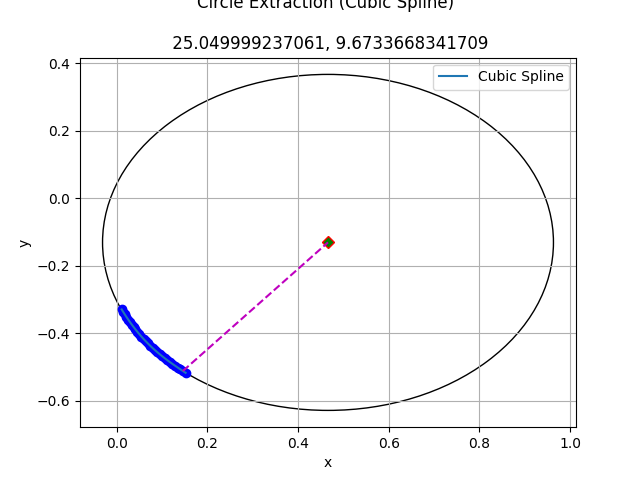 Circle Extraction (Cubic Spline)
25.049999237061, 9.6733668341709
Cubic Spline
0.4
0.2
0.0
−0.2
−0.4
−0.6
y
0.0 0.2 0.4 0.6 0.8 1.0
x